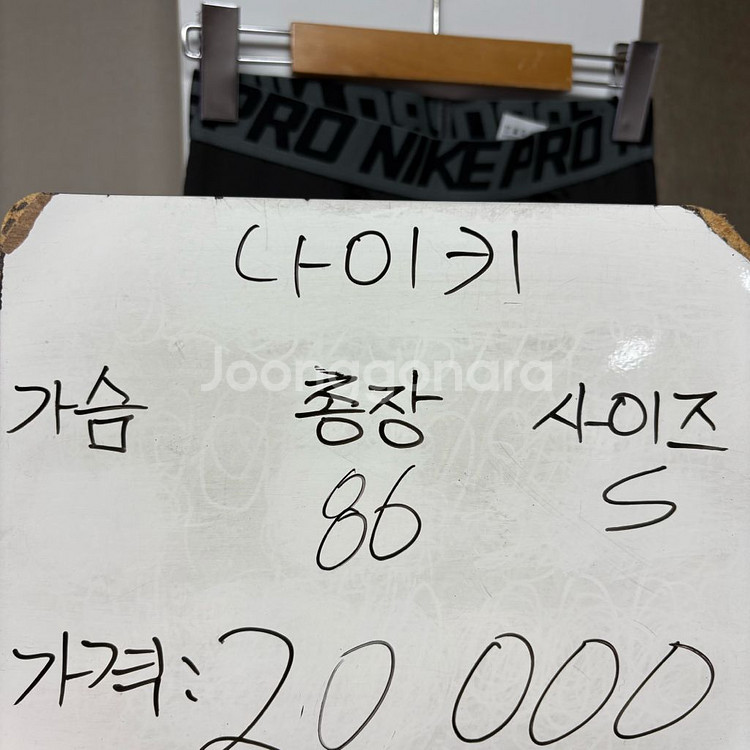 PRO NIKE PRO
나이키
Joonggonara
가슴 총장 사이즈
86 S
가격: 20 000